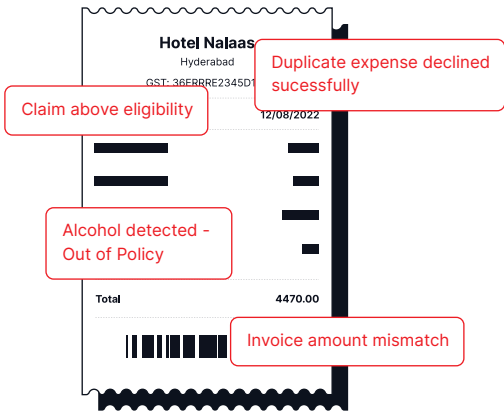 Hotel Nalaas
Hyderabad
GST: 36ERRRE2345D1
Duplicate expense declined
sucessfully
Claim above eligibility
12/08/2022
Alcohol detected -
Out of Policy
Total 4470.00
Invoice amount mismatch